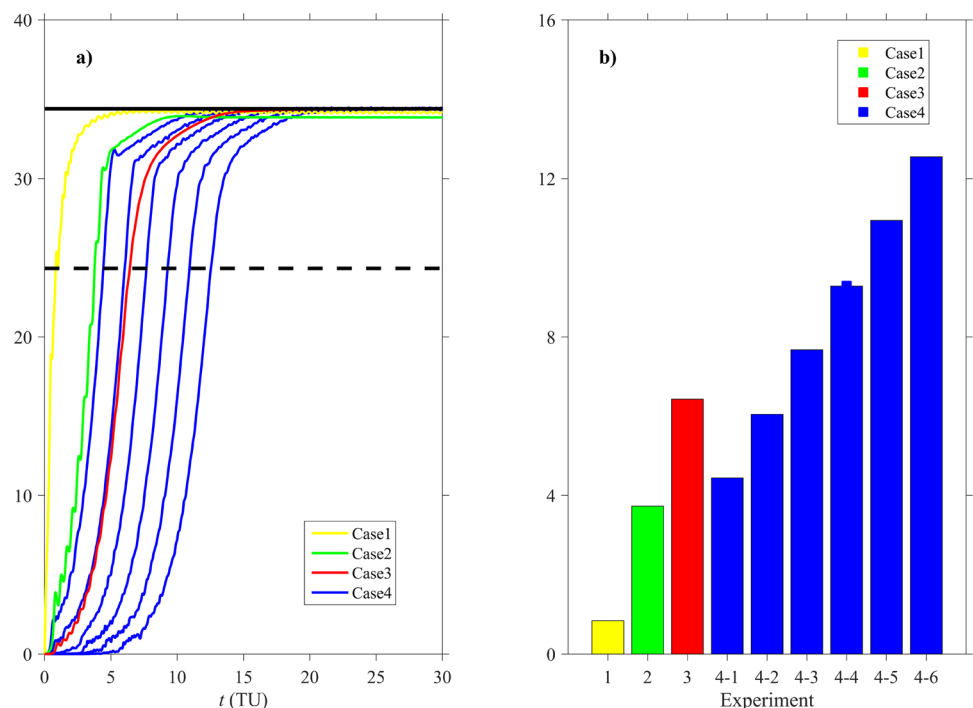 a)
40
30
20
10
0
Case1
Case2
Case3
Case4
0 5 10 15 20 25 30
t (TU)
b)
16
12
8
4
0
Case1
Case2
Case3
Case4
1 2 3 4-1 4-2 4-3 4-4 4-5 4-6
Experiment